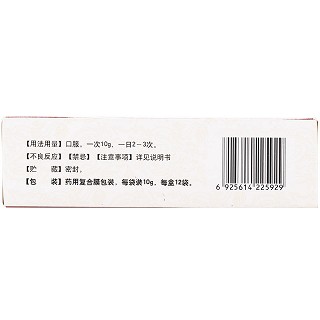 【用法用量】口服。一次10g，一日2-3次。
【不良反应】【禁忌】【注意事项】详见说明书
【贮　　藏】密封。
【包　　装】药用复合膜包装，每袋装10g，每盒12袋。
6 925614 225929